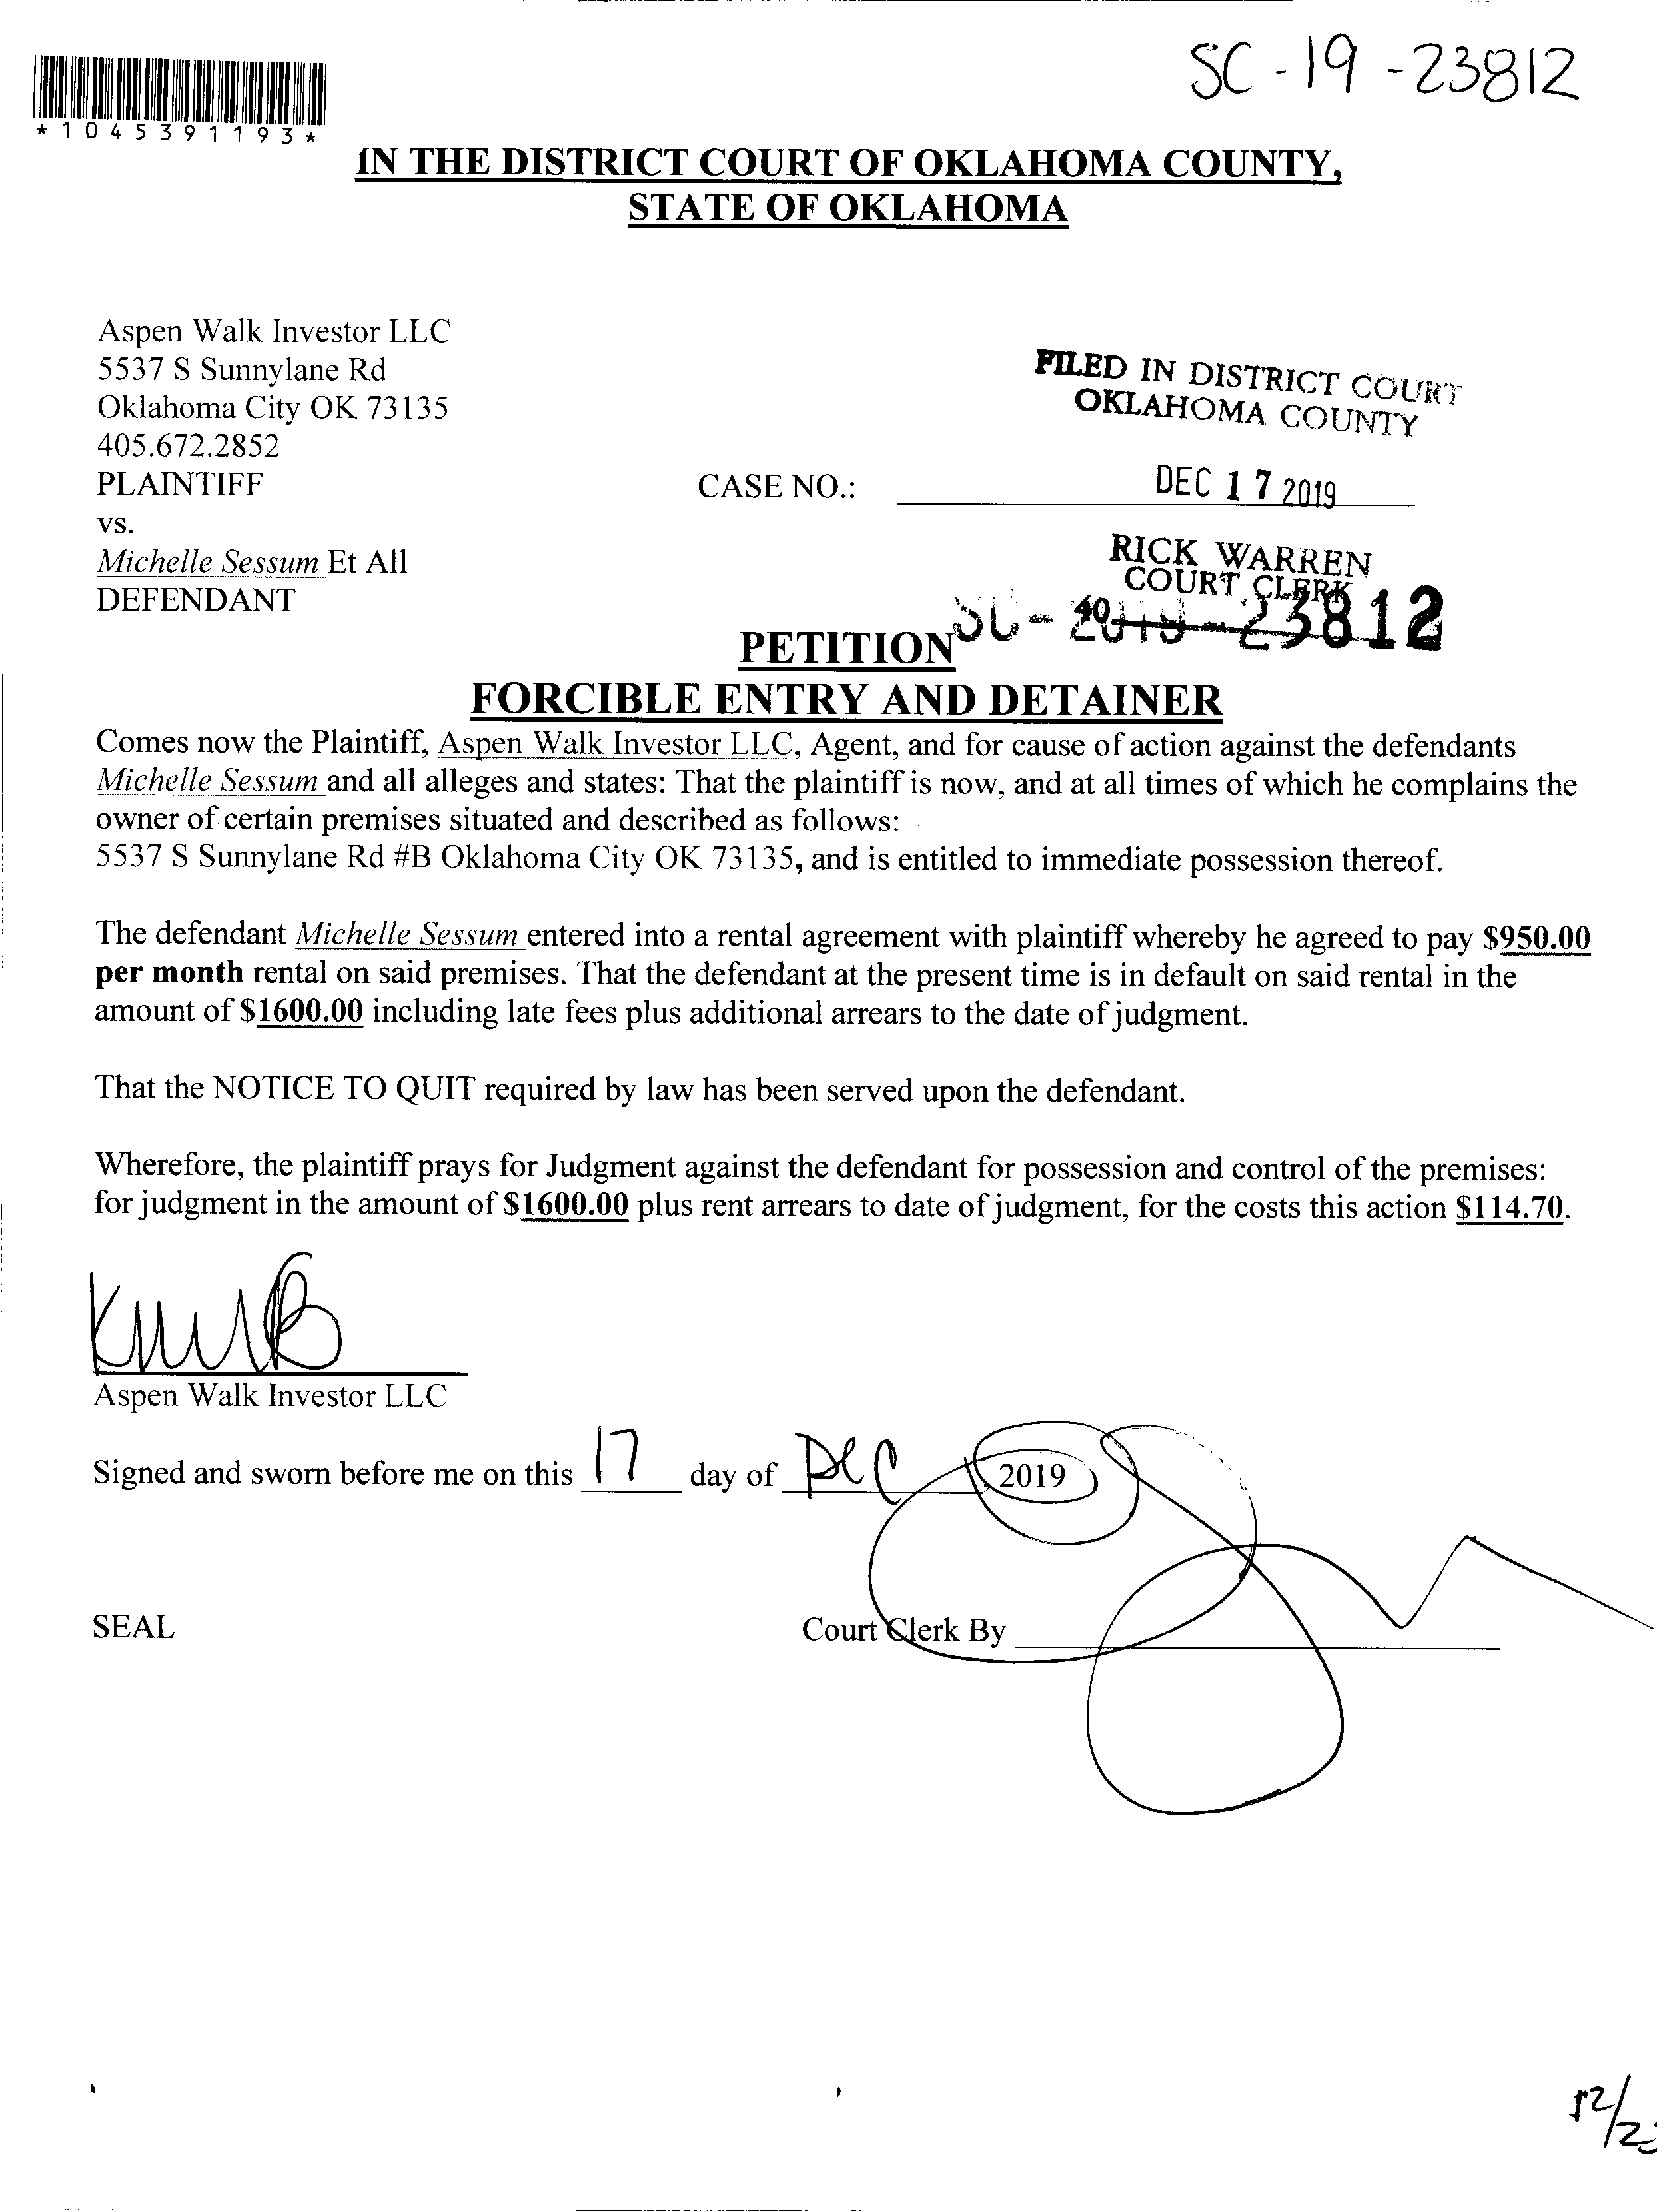 SC-19-23812
*1045391193*
IN THE DISTRICT COURT OF OKLAHOMA COUNTY,
STATE OF OKLAHOMA
Aspen Walk Investor LLC
5537 S Sunnylane Rd
Oklahoma City OK 73135
405.672.2852
PLAINTIFF
vs.
Michelle Sessum Et All
DEFENDANT
CASE NO.:
FILED IN DISTRICT COURT
OKLAHOMA COUNTY
DEC 17 2019
RICK WARREN
COURT CLERK
40
SC-2019-23812
PETITION
FORCIBLE ENTRY AND DETAINER
Comes now the Plaintiff, Aspen Walk Investor LLC, Agent, and for cause of action against the defendants
Michelle Sessum and all alleges and states: That the plaintiff is now, and at all times of which he complains the
owner of certain premises situated and described as follows:
5537 S Sunnylane Rd #B Oklahoma City OK 73135, and is entitled to immediate possession thereof.
The defendant Michelle Sessum entered into a rental agreement with plaintiff whereby he agreed to pay $950.00
per month rental on said premises. That the defendant at the present time is in default on said rental in the
amount of $1600.00 including late fees plus additional arrears to the date of judgment.
That the NOTICE TO QUIT required by law has been served upon the defendant.
Wherefore, the plaintiff prays for Judgment against the defendant for possession and control of the premises:
for judgment in the amount of $1600.00 plus rent arrears to date of judgment, for the costs this action $114.70.
Aspen Walk Investor LLC
Signed and sworn before me on this 17 day of DEC, 2019
SEAL
Court Clerk By
12/23